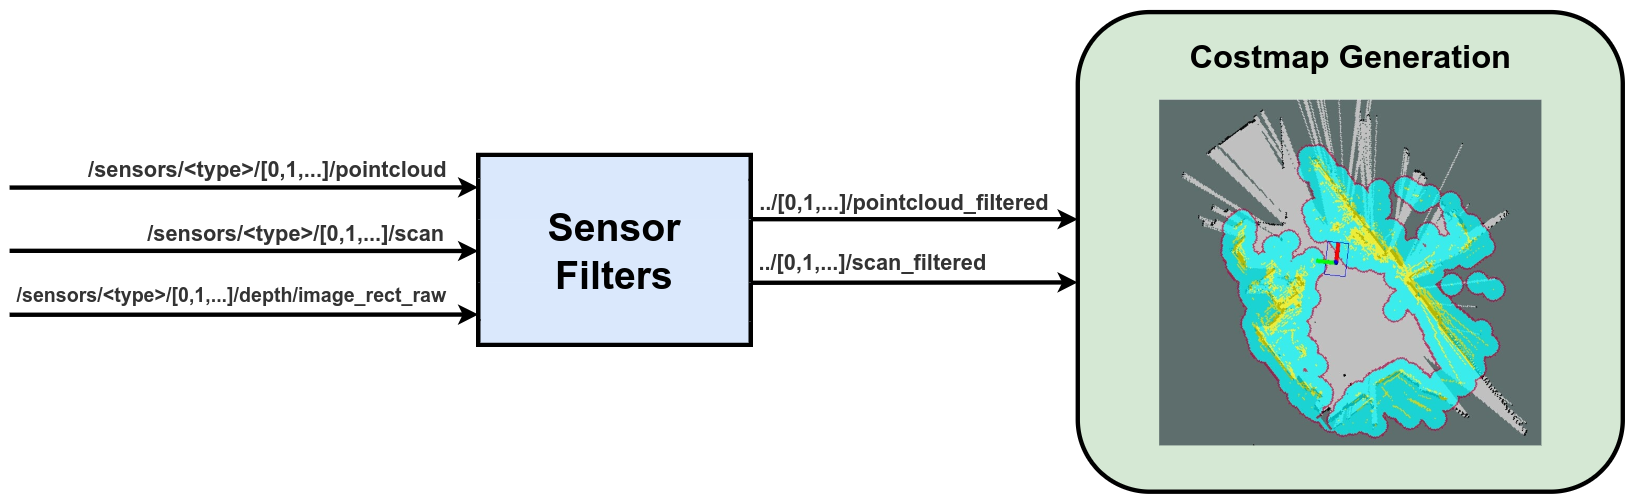 /sensors/<type>/[0,1,...]/pointcloud
/sensors/<type>/[0,1,...]/scan
/sensors/<type>/[0,1,...]/depth/image_rect_raw
Sensor
Filters
../[0,1,...]/pointcloud_filtered
../[0,1,...]/scan_filtered
Costmap Generation